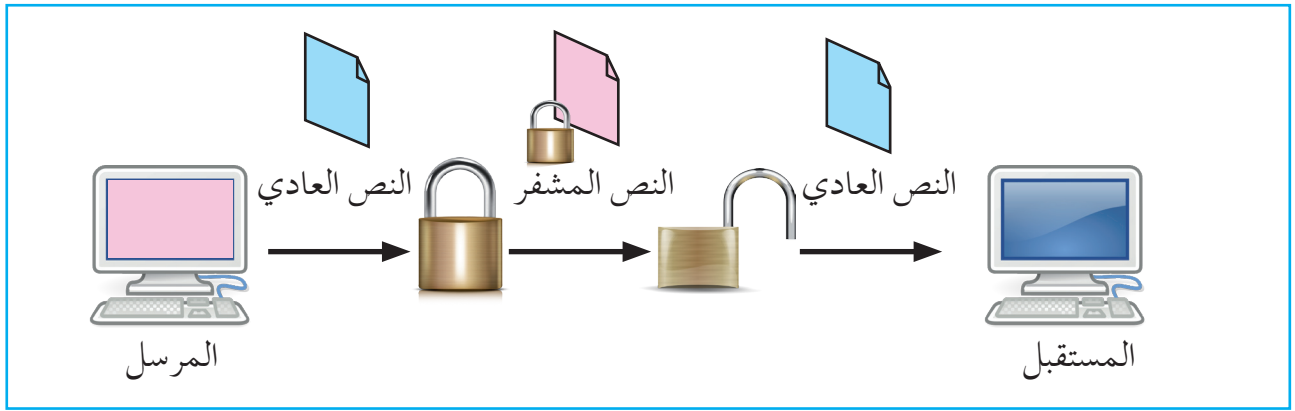 النص العادي
النص المشفر
النص العادي
المرسل
المستقبل